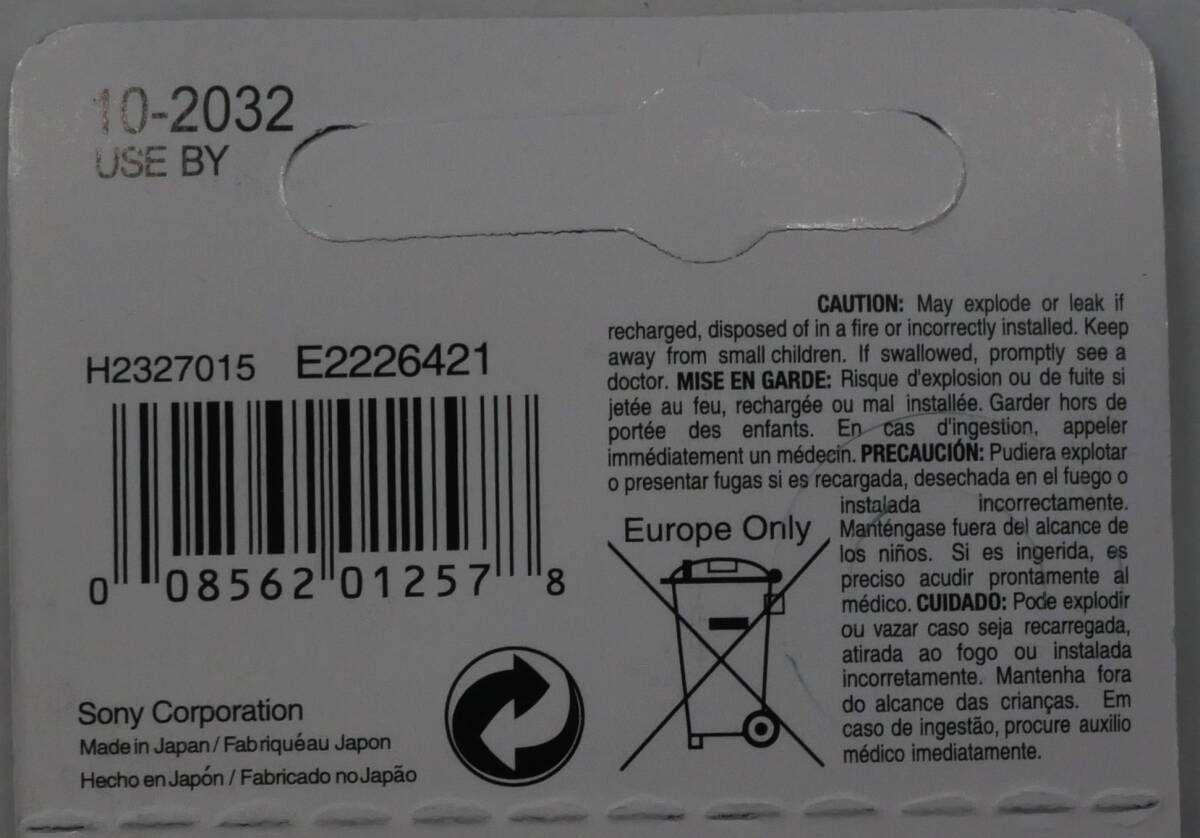 10-2032
USE BY
H2327015 E2226421
0 08562 01257 8
Sony Corporation
Made in Japan / Fabriquéau Japon
Hecho en Japón / Fabricado no Japão
CAUTION: May explode or leak if
recharged, disposed of in a fire or incorrectly installed. Keep
away from small children. If swallowed, promptly see a
doctor. MISE EN GARDE: Risque d'explosion ou de fuite si
jetée au feu, rechargée ou mal installée. Garder hors de
portée des enfants. En cas d'ingestion, appeler
immédiatement un médecin. PRECAUCIÓN: Pudiera explotar
o presentar fugas si es recargada, desechada en el fuego o
instalada incorrectamente.
Manténgase fuera del alcance de
los niños. Si es ingerida, es
preciso acudir prontamente al
médico. CUIDADO: Pode explodir
ou vazar caso seja recarregada,
atirada ao fogo ou instalada
incorretamente. Mantenha fora
do alcance das crianças. Em
caso de ingestão, procure auxilio
médico imediatamente.
Europe Only